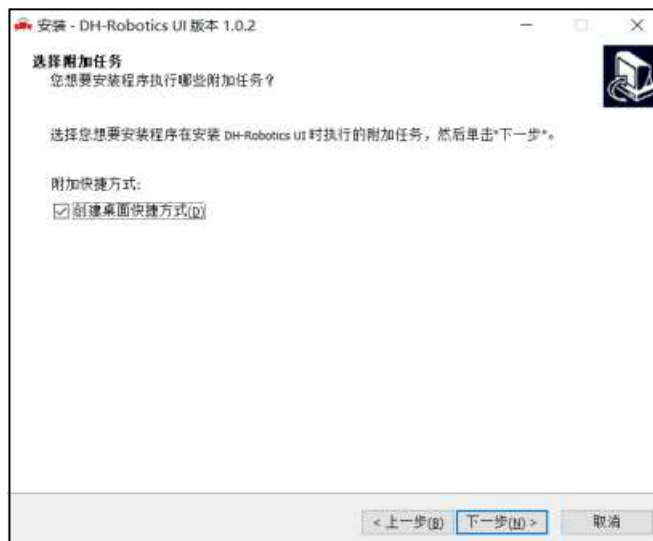 安装 - DH-Robotics UI 版本 1.0.2
选择附加任务
您想要安装程序执行哪些附加任务？
选择您想要安装程序在安装 DH-Robotics UI 时执行的附加任务，然后单击"下一步"。
附加快捷方式:
创建桌面快捷方式(D)
< 上一步(B) 下一步(N) > 取消